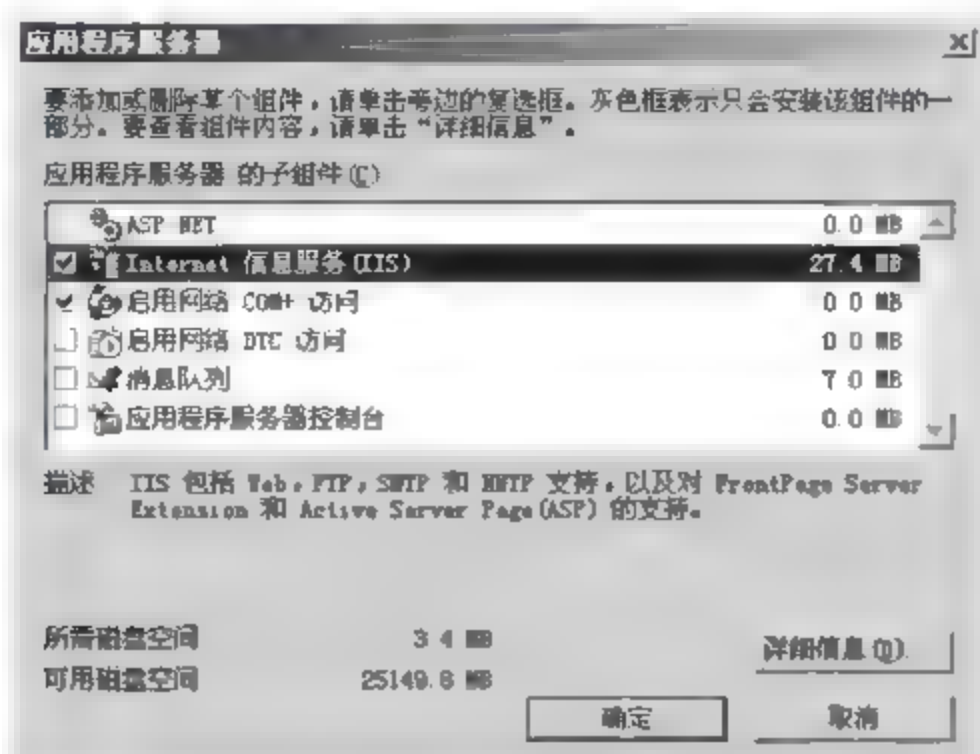 应用程序服务器
要添加或删除某个组件，请单击旁边的复选框。灰色框表示只会安装该组件的一
部分。要查看组件内容，请单击“详细信息”。
应用程序服务器 的子组件(C)
ASP NET 0.0 MB
Internet 信息服务(IIS) 27.4 MB
启用网络 COM+ 访问 0 0 MB
启用网络 DTC 访问 0 0 MB
消息队列 7 0 MB
应用程序服务器控制台 0.0 MB
描述 IIS 包括 Web，FTP，SMTP 和 NNTP 支持，以及对 FrontPage Server
Extension 和 Active Server Page(ASP) 的支持。
所需磁盘空间 3 4 MB
可用磁盘空间 25149.8 MB
详细信息(D).
确定 取消